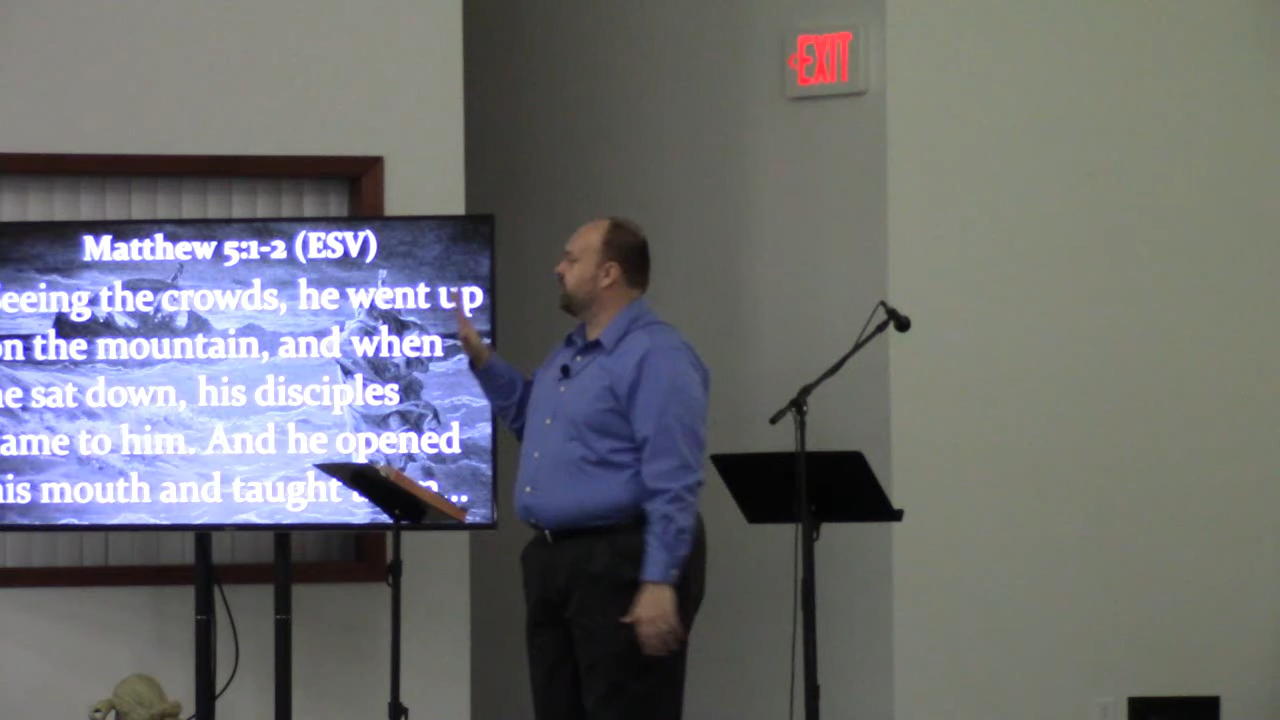 EXIT
Matthew 5:1-2 (ESV)
eeing the crowds, he went up
on the mountain, and when
he sat down, his disciples
ame to him. And he opened
his mouth and taught